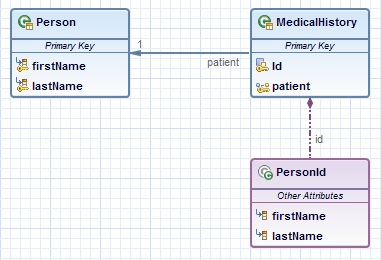 Person
Primary Key
firstName
lastName
1
patient
MedicalHistory
Primary Key
Id
patient
id
PersonId
Other Attributes
firstName
lastName